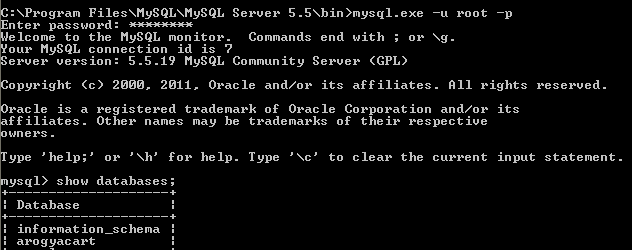 C:\Program Files\MySQL\MySQL Server 5.5\bin>mysql.exe -u root -p
Enter password: ********
Welcome to the MySQL monitor.  Commands end with ; or \g.
Your MySQL connection id is 7
Server version: 5.5.19 MySQL Community Server (GPL)
Copyright (c) 2000, 2011, Oracle and/or its affiliates. All rights reserved.
Oracle is a registered trademark of Oracle Corporation and/or its
affiliates. Other names may be trademarks of their respective
owners.
Type 'help;' or '\h' for help. Type '\c' to clear the current input statement.
mysql> show databases;
+--------------------+
| Database           |
+--------------------+
| information_schema |
| arogyacart         |